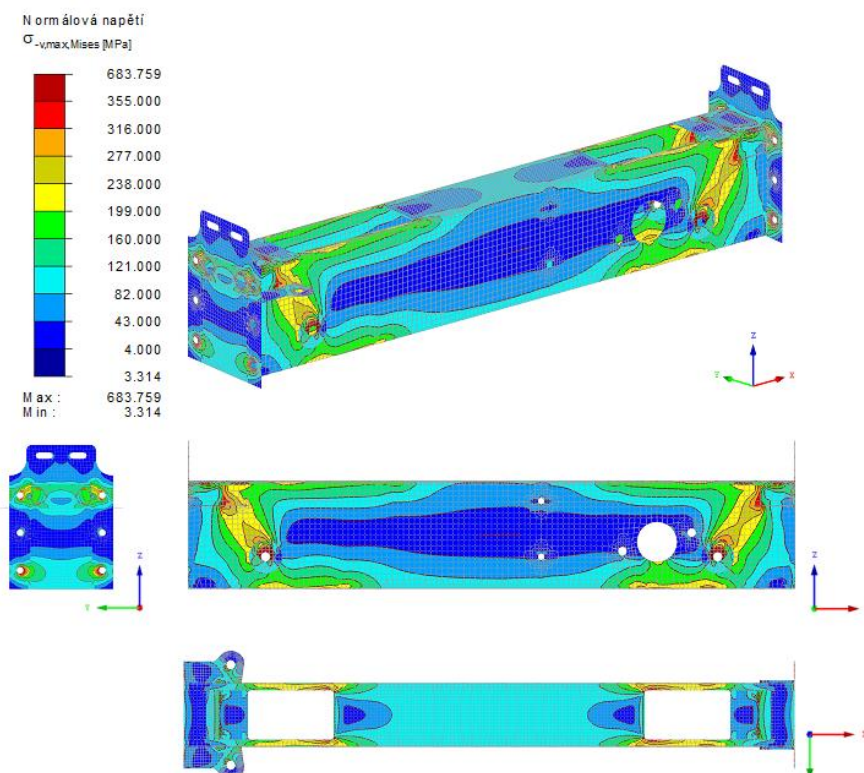 Normálová napětí
σ-v,max,Mises [MPa]
683.759
355.000
316.000
277.000
238.000
199.000
160.000
121.000
82.000
43.000
4.000
3.314
Max : 683.759
Min : 3.314
Z
Y X
Z
Y
Z
X